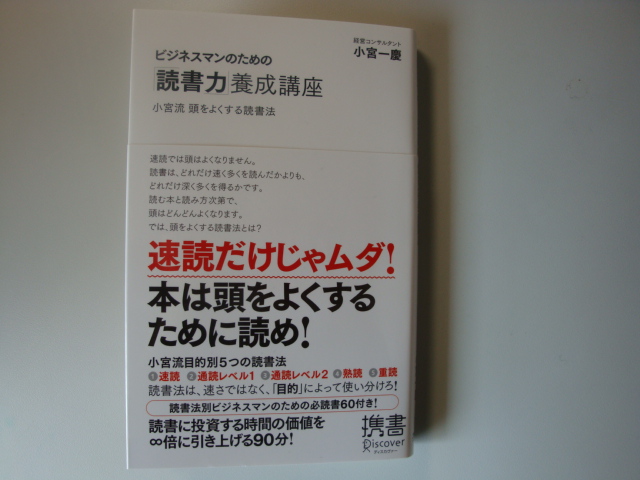 経営コンサルタント
小宮一慶
ビジネスマンのための
「読書力」養成講座
小宮流 頭をよくする読書法
速読では頭はよくなりません。
読書は、どれだけ速く多くを読んだかよりも、
どれだけ深く多くを得るかです。
読む本と読み方次第で、
頭はどんどんよくなります。
では、頭をよくする読書法とは?
速読だけじゃムダ!
本は頭をよくする
ために読め!
小宮流目的別5つの読書法
1速読 2通読レベル1 3通読レベル2 4熟読 5重読
読書法は、速さではなく、「目的」によって使い分けろ!
読書法別ビジネスマンのための必読書60付き!
読書に投資する時間の価値を
∞倍に引き上げる90分!
携書
Discover
ディスカヴァー